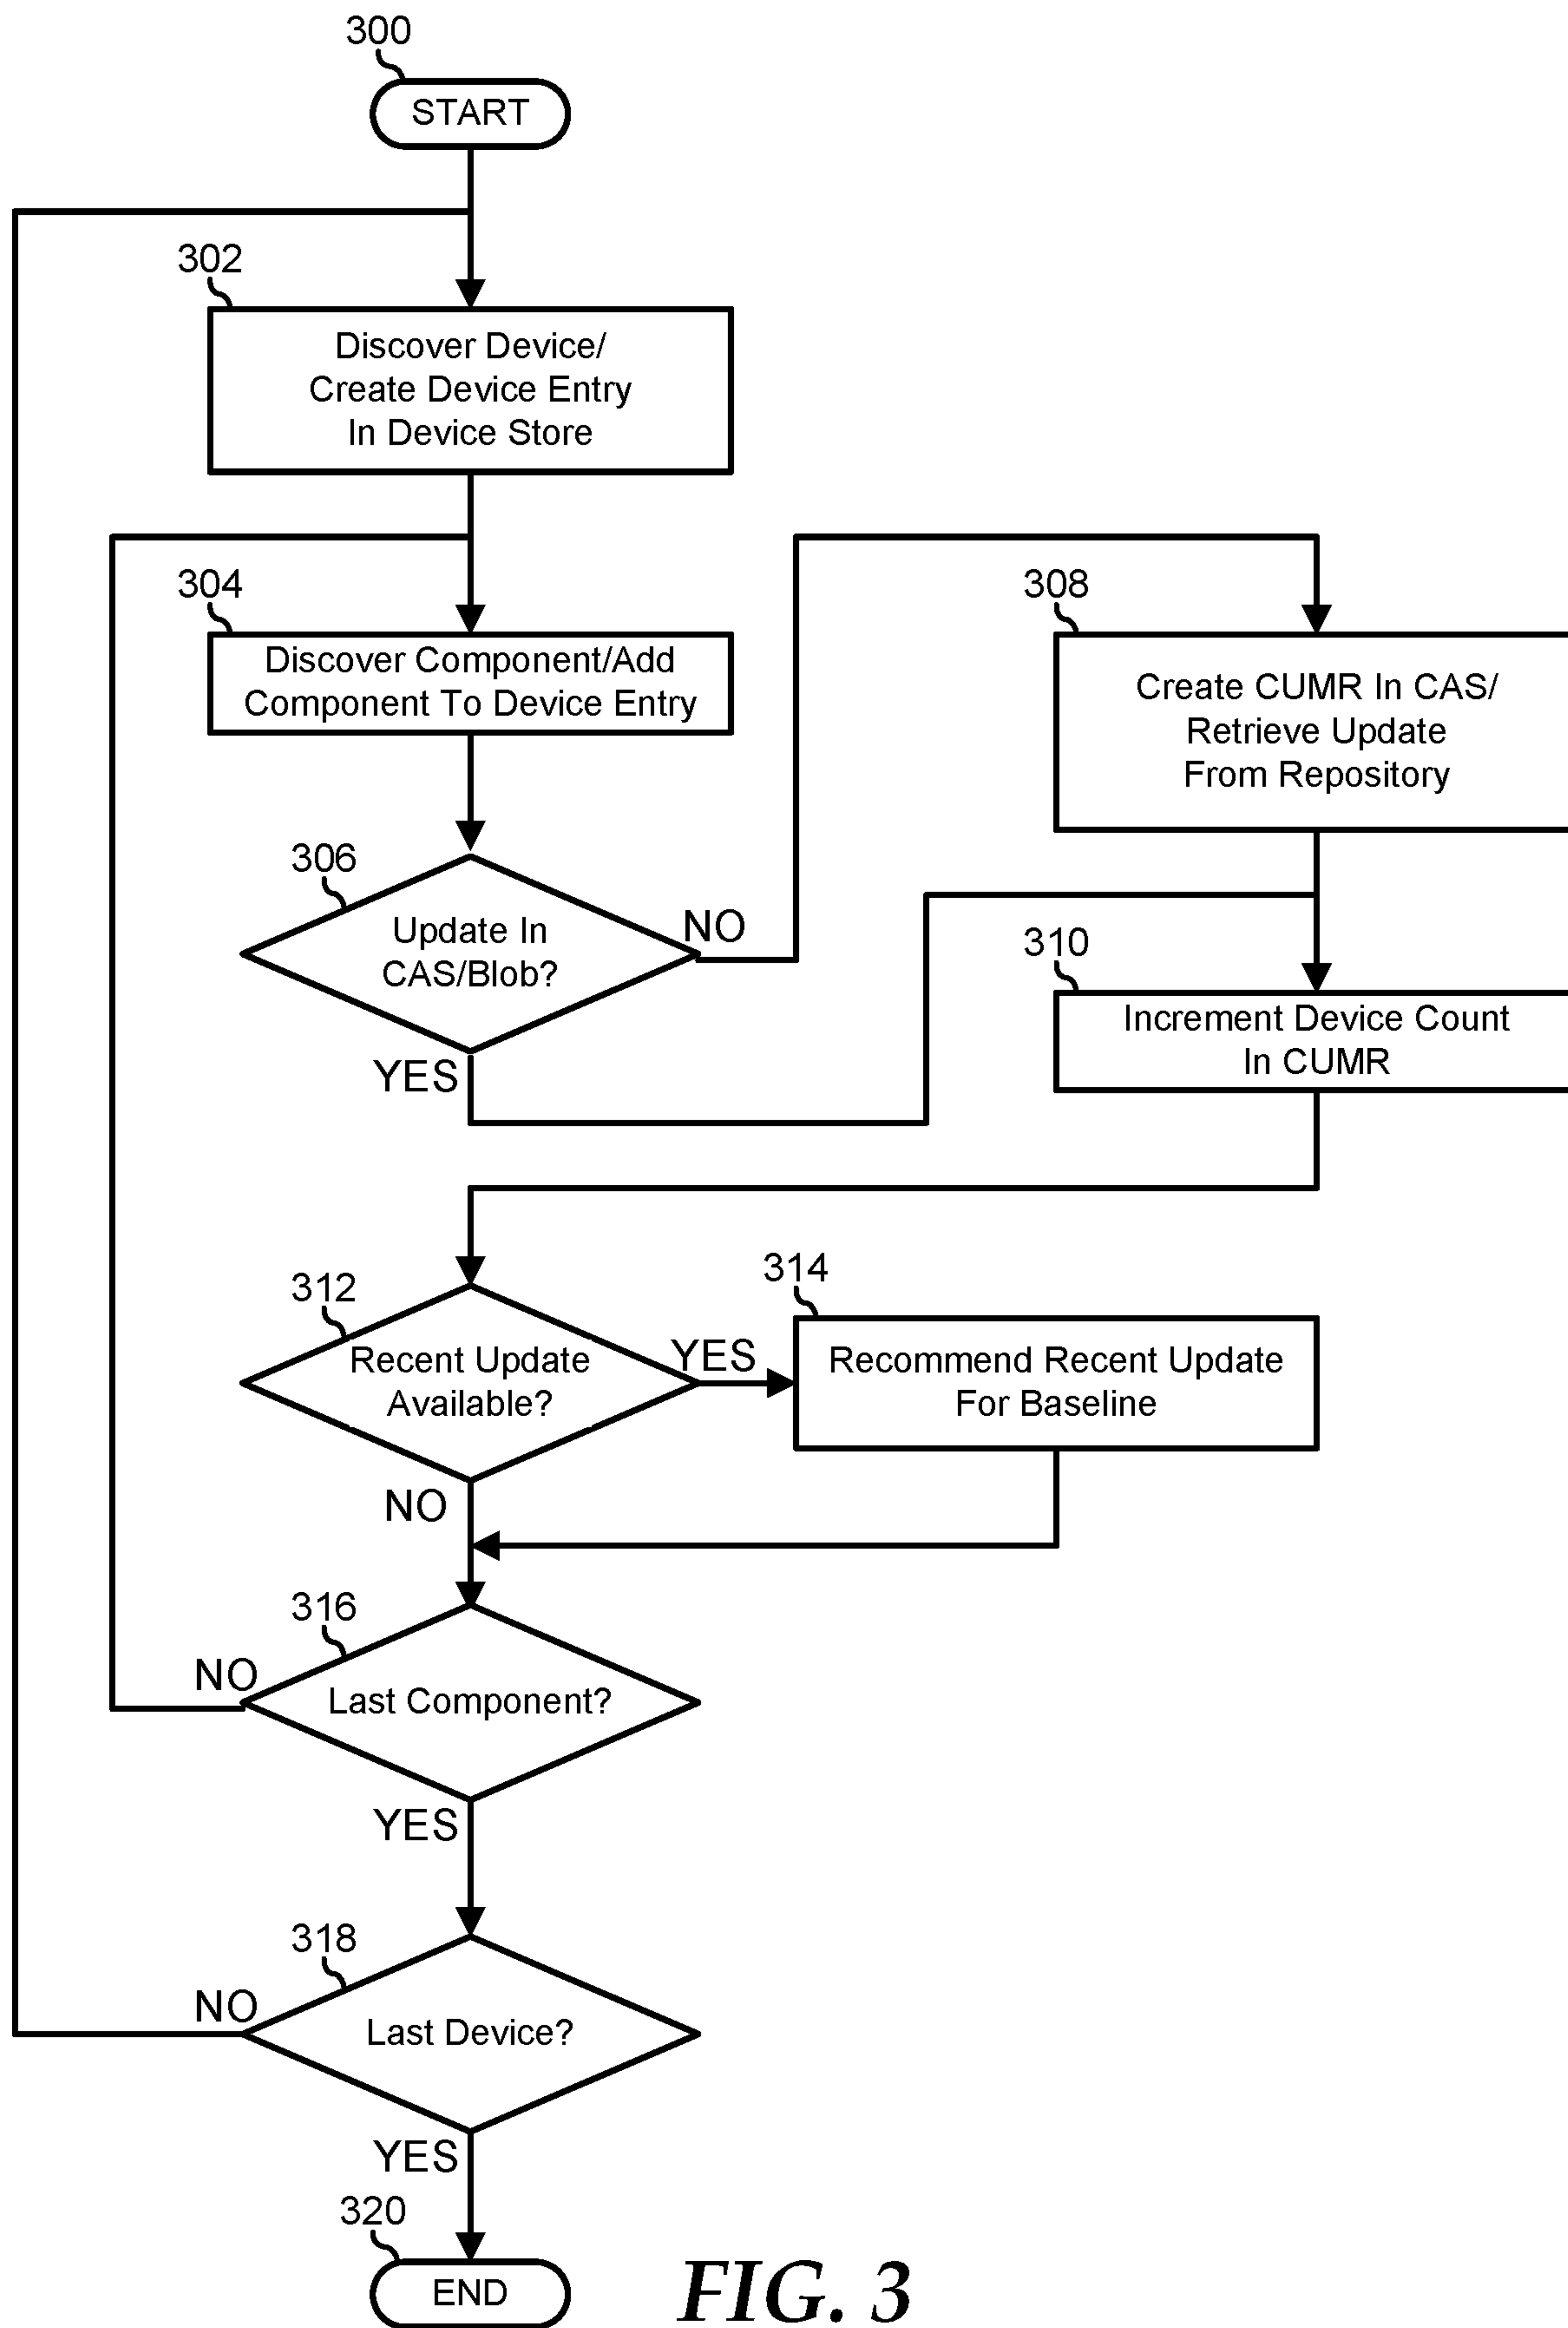 300
START
302
Discover Device/
Create Device Entry
In Device Store
304
Discover Component/Add
Component To Device Entry
306
Update In
CAS/Blob?
NO
YES
308
Create CUMR In CAS/
Retrieve Update
From Repository
310
Increment Device Count
In CUMR
312
Recent Update
Available?
YES
NO
314
Recommend Recent Update
For Baseline
316
Last Component?
NO
YES
318
Last Device?
NO
YES
320
END
FIG. 3